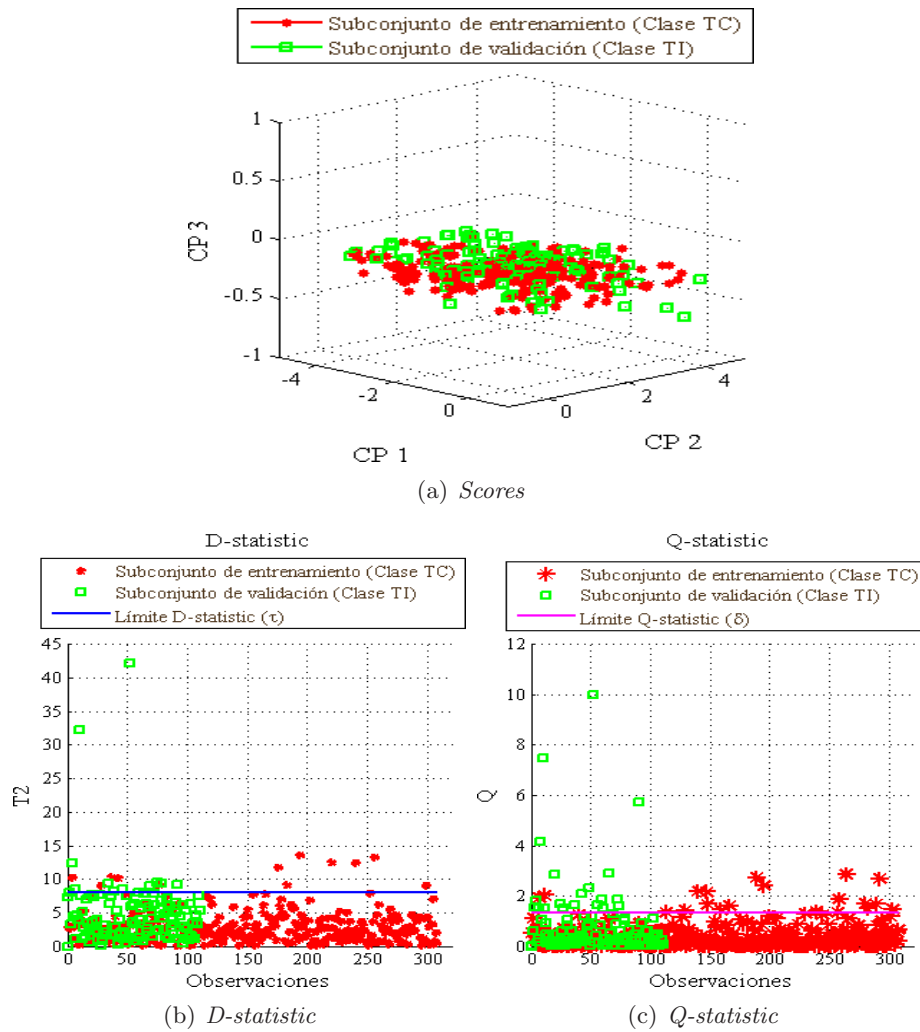 Subconjunto de entrenamiento (Clase TC)
Subconjunto de validación (Clase TI)
1
0.5
0
-0.5
-1
CP 3
-4
-2
0
CP 1
0
2
4
CP 2
(a) Scores
D-statistic
Subconjunto de entrenamiento (Clase TC)
Subconjunto de validación (Clase TI)
Límite D-statistic (τ)
45
40
35
30
25
20
15
10
5
0
T2
0 50 100 150 200 250 300
Observaciones
(b) D-statistic
Q-statistic
Subconjunto de entrenamiento (Clase TC)
Subconjunto de validación (Clase TI)
Límite Q-statistic (δ)
12
10
8
6
4
2
0
Q
0 50 100 150 200 250 300
Observaciones
(c) Q-statistic